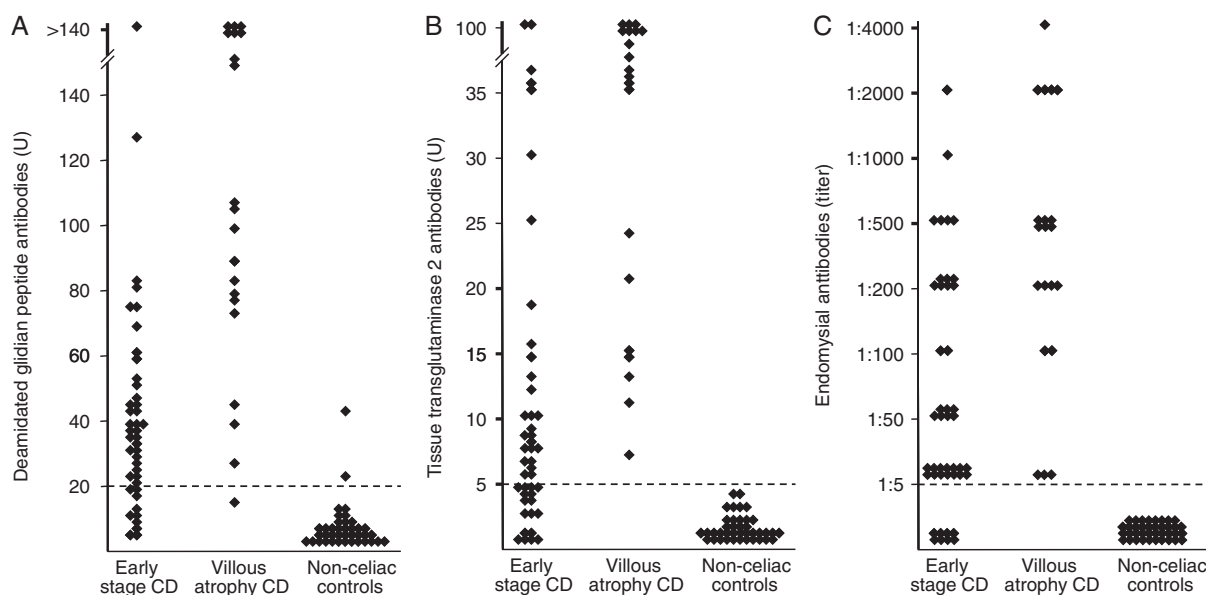 A
Deamidated glidian peptide antibodies (U)
>140
140
120
100
80
60
40
20
Early
stage CD
Villous
atrophy CD
Non-celiac
controls
B
Tissue transglutaminase 2 antibodies (U)
100
35
30
25
20
15
10
5
Early
stage CD
Villous
atrophy CD
Non-celiac
controls
C
Endomysial anttibodies (titer)
1:4000
1:2000
1:1000
1:500
1:200
1:100
1:50
1:5
Early
stage CD
Villous
atrophy CD
Non-celiac
controls